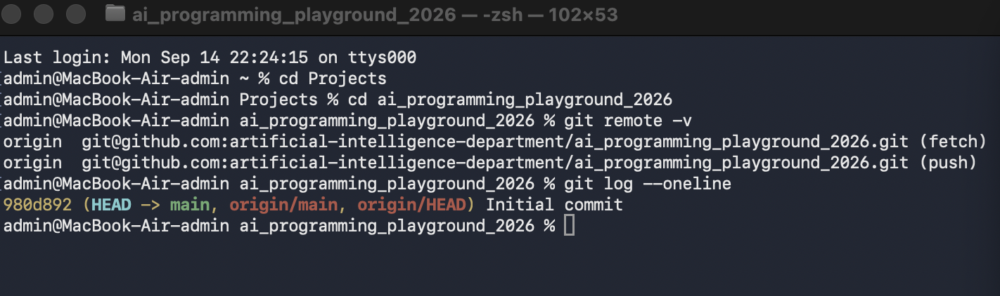 ai_programming_playground_2026 — -zsh — 102×53
Last login: Mon Sep 14 22:24:15 on ttys000
admin@MacBook-Air-admin ~ % cd Projects
admin@MacBook-Air-admin Projects % cd ai_programming_playground_2026
admin@MacBook-Air-admin ai_programming_playground_2026 % git remote -v
origin  git@github.com:artificial-intelligence-department/ai_programming_playground_2026.git (fetch)
origin  git@github.com:artificial-intelligence-department/ai_programming_playground_2026.git (push)
admin@MacBook-Air-admin ai_programming_playground_2026 % git log --oneline
980d892 (HEAD -> main, origin/main, origin/HEAD) Initial commit
admin@MacBook-Air-admin ai_programming_playground_2026 %